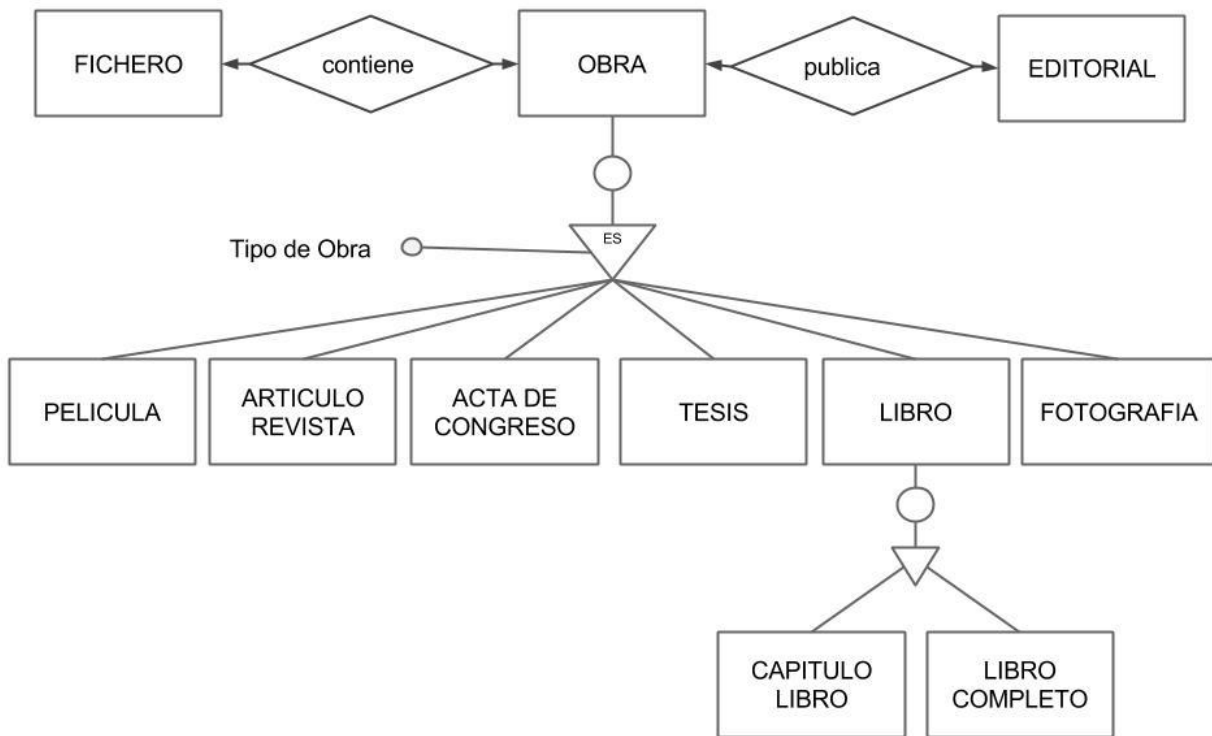 FICHERO
contiene
OBRA
publica
EDITORIAL
ES
Tipo de Obra
PELICULA
ARTICULO
REVISTA
ACTA DE
CONGRESO
TESIS
LIBRO
FOTOGRAFIA
CAPITULO
LIBRO
LIBRO
COMPLETO